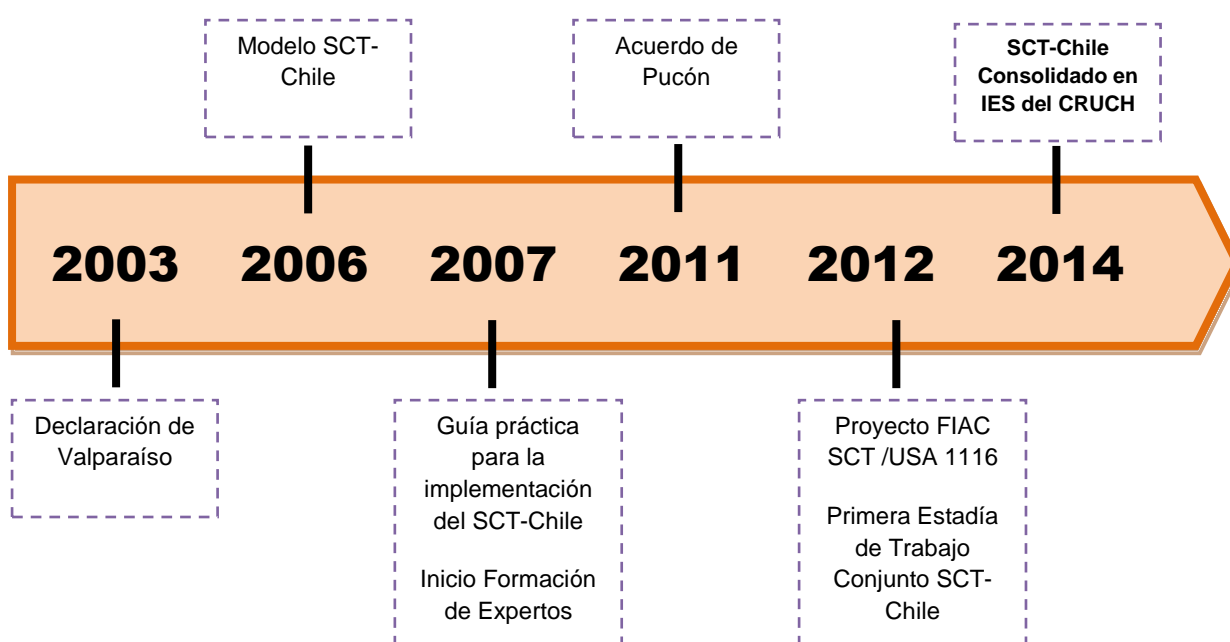 Modelo SCT-
Chile
Acuerdo de
Pucón
SCT-Chile
Consolidado en
IES del CRUCH
2003 2006 2007 2011 2012 2014
Declaración de
Valparaíso
Guía práctica
para la
implementación
del SCT-Chile
Inicio Formación
de Expertos
Proyecto FIAC
SCT /USA 1116
Primera Estadía
de Trabajo
Conjunto SCT-
Chile